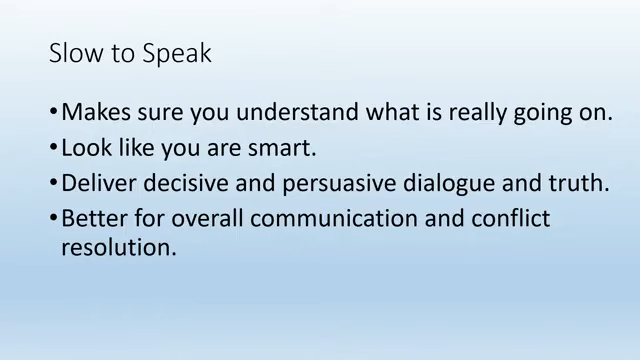 Slow to Speak
•Makes sure you understand what is really going on.
•Look like you are smart.
•Deliver decisive and persuasive dialogue and truth.
•Better for overall communication and conflict
resolution.